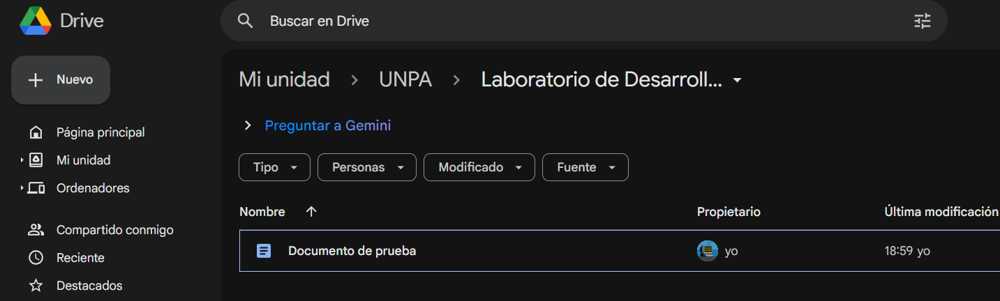 Drive
Buscar en Drive
Nuevo
Mi unidad > UNPA > Laboratorio de Desarroll...
Preguntar a Gemini
Tipo Personas Modificado Fuente
Página principal
Mi unidad
Ordenadores
Compartido conmigo
Reciente
Destacados
Nombre Propietario Última modificación
Documento de prueba yo 18:59 yo